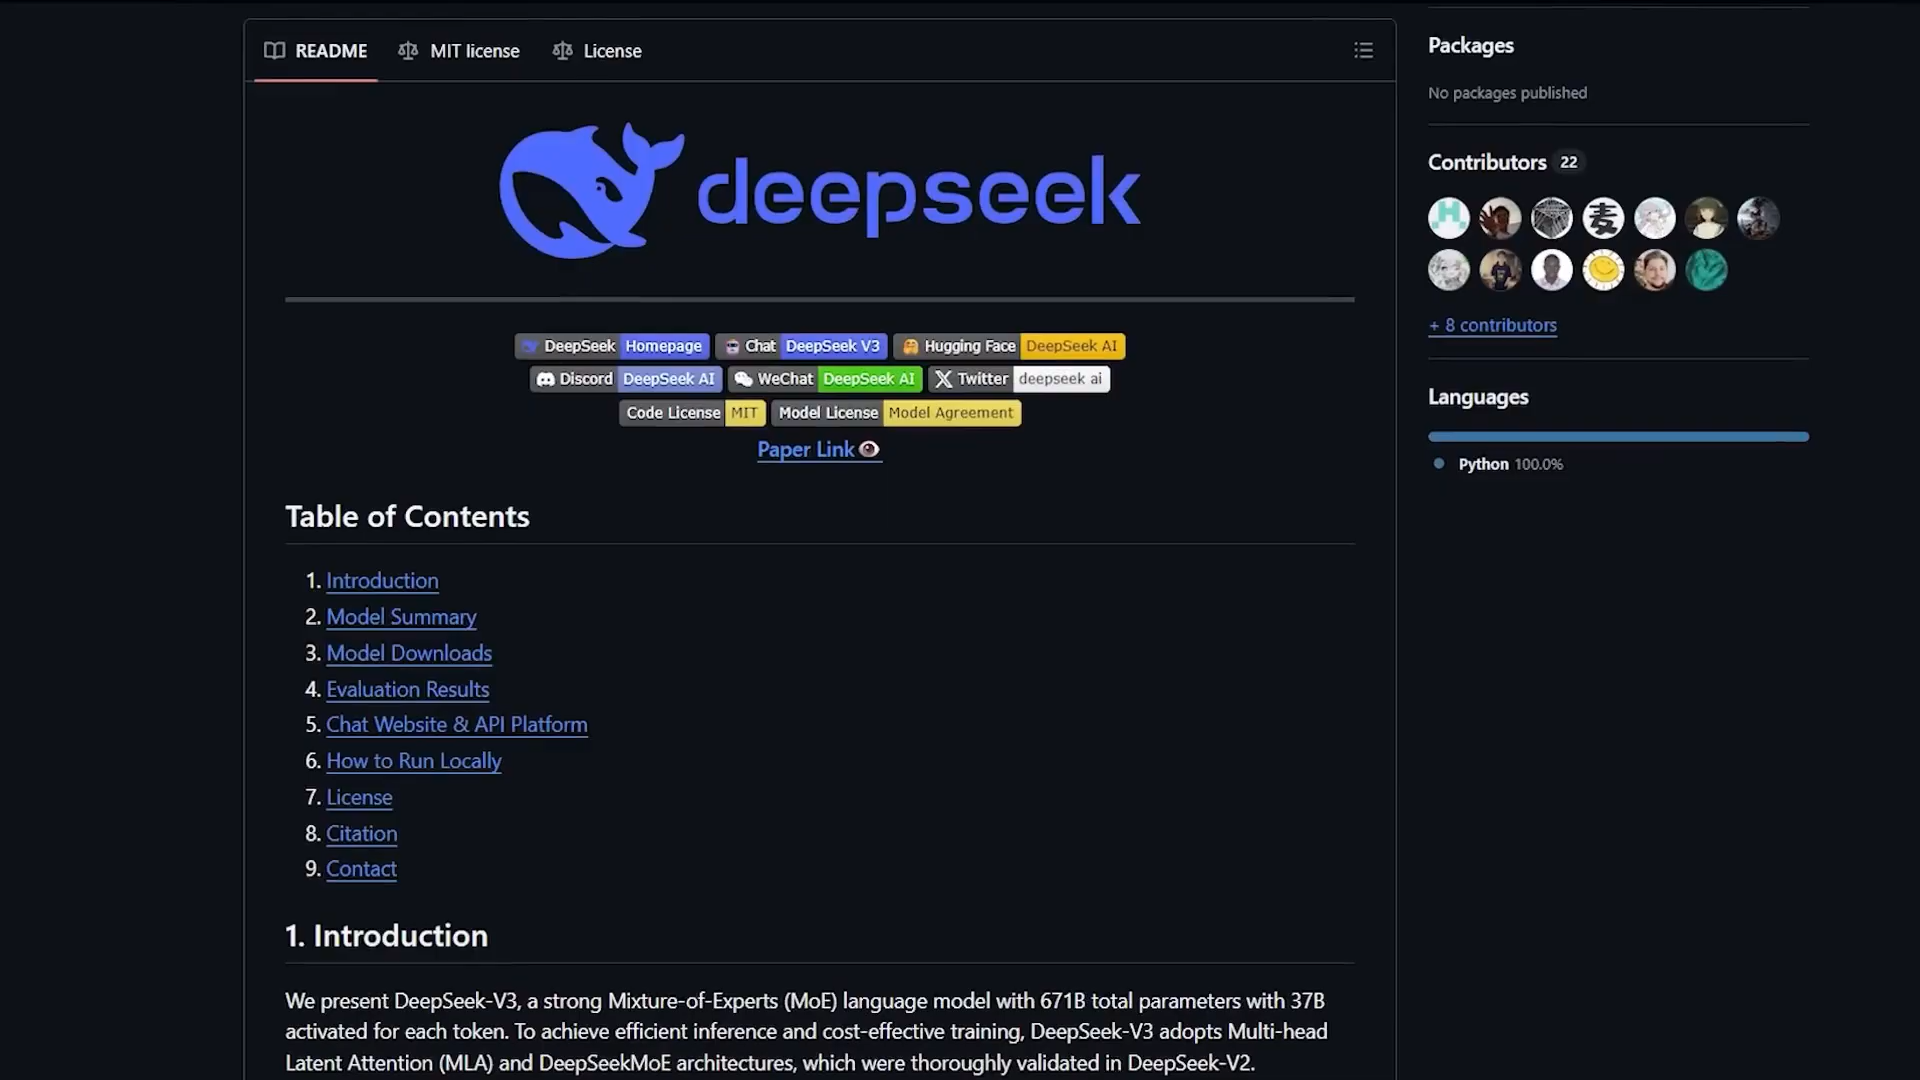 README
MIT license
License
deepseek
DeepSeek Homepage
Chat DeepSeek V3
Hugging Face DeepSeek AI
Discord DeepSeek AI
WeChat DeepSeek AI
Twitter deepseek ai
Code License MIT
Model License Model Agreement
Paper Link
Table of Contents
1. Introduction
2. Model Summary
3. Model Downloads
4. Evaluation Results
5. Chat Website & API Platform
6. How to Run Locally
7. License
8. Citation
9. Contact
1. Introduction
We present DeepSeek-V3, a strong Mixture-of-Experts (MoE) language model with 671B total parameters with 37B
activated for each token. To achieve efficient inference and cost-effective training, DeepSeek-V3 adopts Multi-head
Latent Attention (MLA) and DeepSeekMoE architectures, which were thoroughly validated in DeepSeek-V2.
Packages
No packages published
Contributors 22
麦
+ 8 contributors
Languages
Python 100.0%